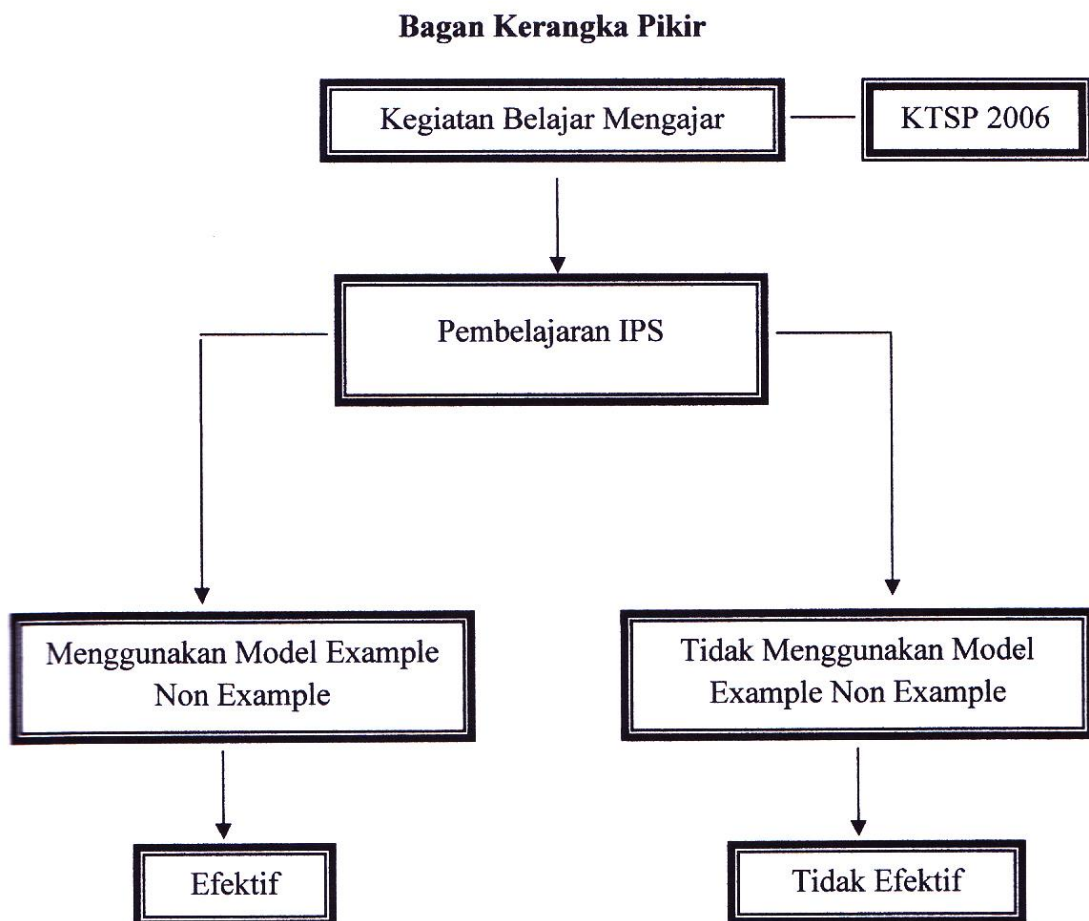 Bagan Kerangka Pikir
Kegiatan Belajar Mengajar
KTSP 2006
Pembelajaran IPS
Menggunakan Model Example
Non Example
Tidak Menggunakan Model
Example Non Example
Efektif
Tidak Efektif